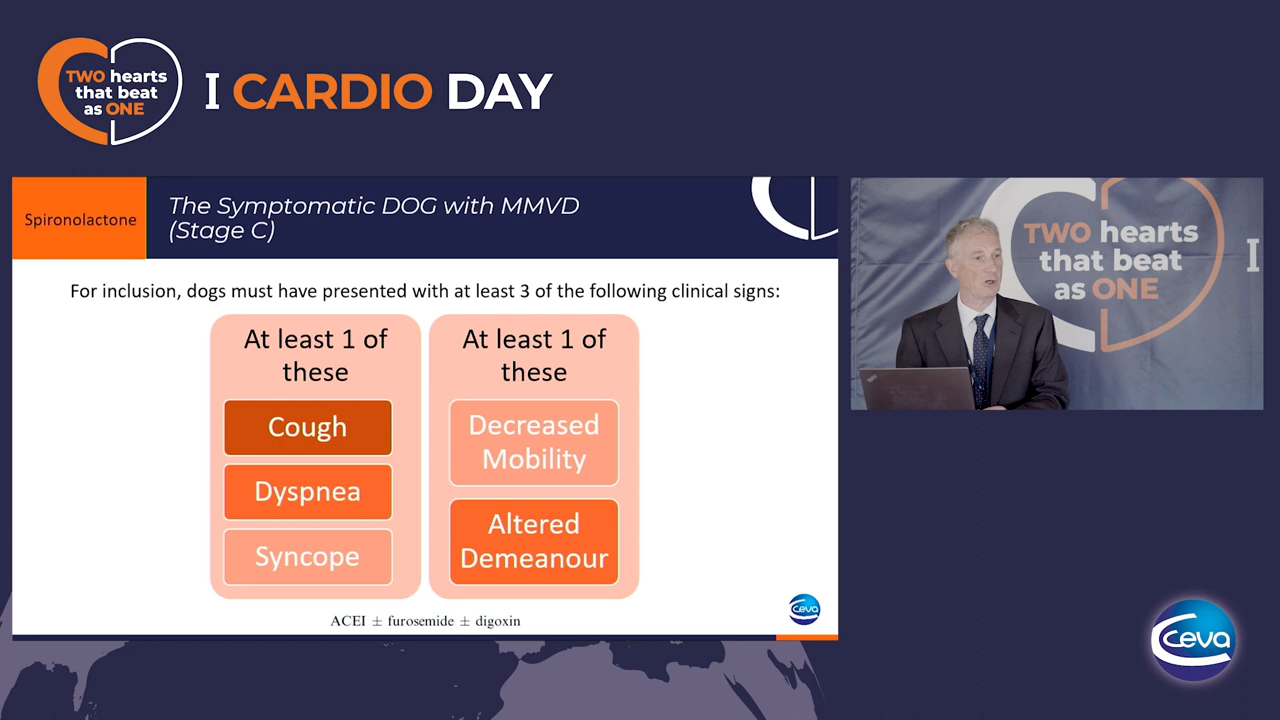 TWO hearts
that beat
as ONE
I CARDIO DAY
Spironolactone
The Symptomatic DOG with MMVD
(Stage C)
For inclusion, dogs must have presented with at least 3 of the following clinical signs:
At least 1 of
these
Cough
Dyspnea
Syncope
At least 1 of
these
Decreased
Mobility
Altered
Demeanour
ACEI ± furosemide ± digoxin
Ceva
TWO hearts
that beat
as ONE
I
Ceva